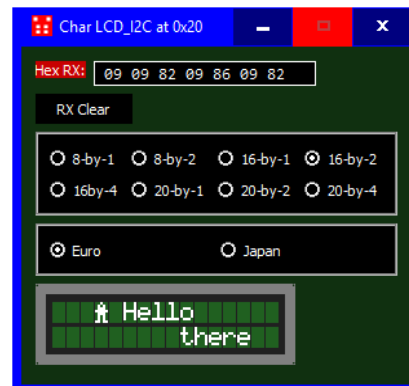 Char LCD_I2C at 0x20
Hex RX: 09 09 82 09 86 09 82
RX Clear
8-by-1 8-by-2 16-by-1 16-by-2
16by-4 20-by-1 20-by-2 20-by-4
Euro Japan
Hello
there